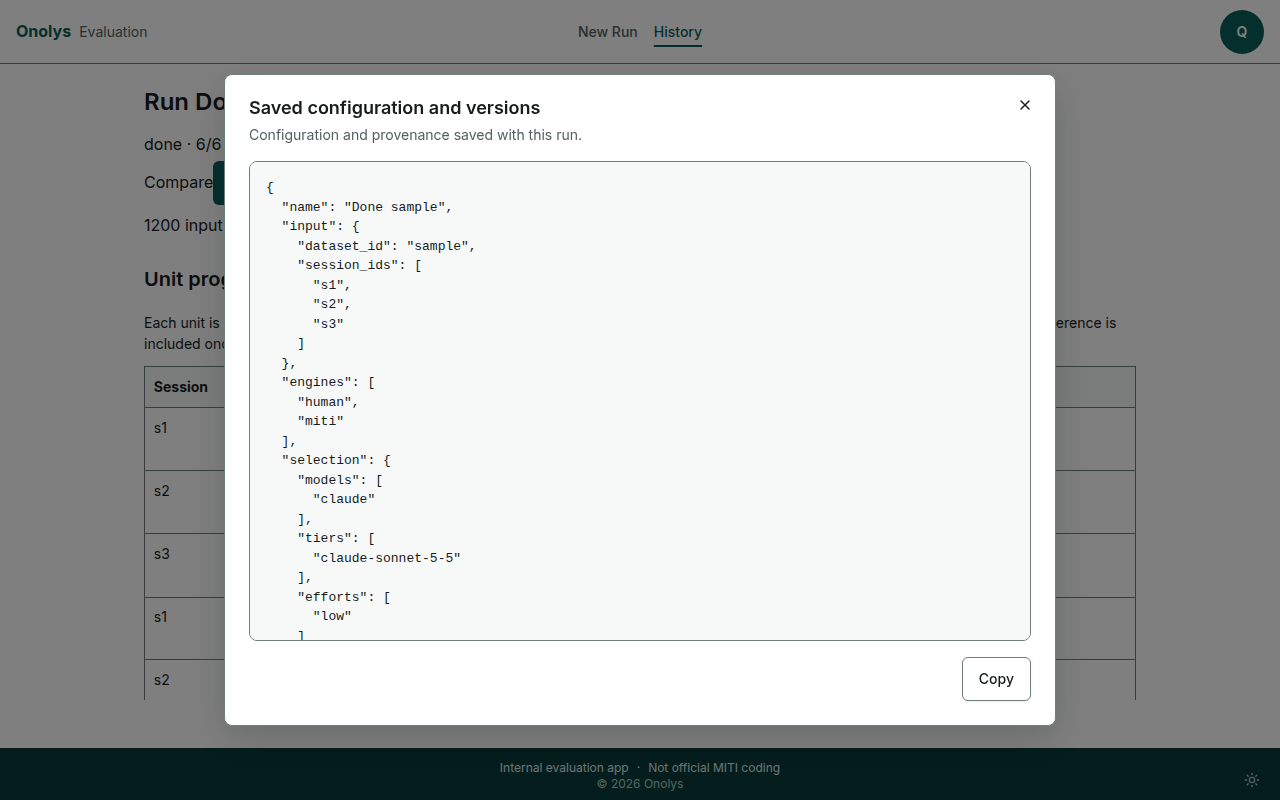 Onolys Evaluation New Run History Q
Run Do
done · 6/6
Compare
1200 input
Unit prog
Each unit is erence is
included onc
Session
s1
s2
s3
s1
s2
Saved configuration and versions
Configuration and provenance saved with this run.
{
  "name": "Done sample",
  "input": {
    "dataset_id": "sample",
    "session_ids": [
      "s1",
      "s2",
      "s3"
    ]
  },
  "engines": [
    "human",
    "miti"
  ],
  "selection": {
    "models": [
      "claude"
    ],
    "tiers": [
      "claude-sonnet-5-5"
    ],
    "efforts": [
      "low"
    ]
Copy
Internal evaluation app · Not official MITI coding
© 2026 Onolys